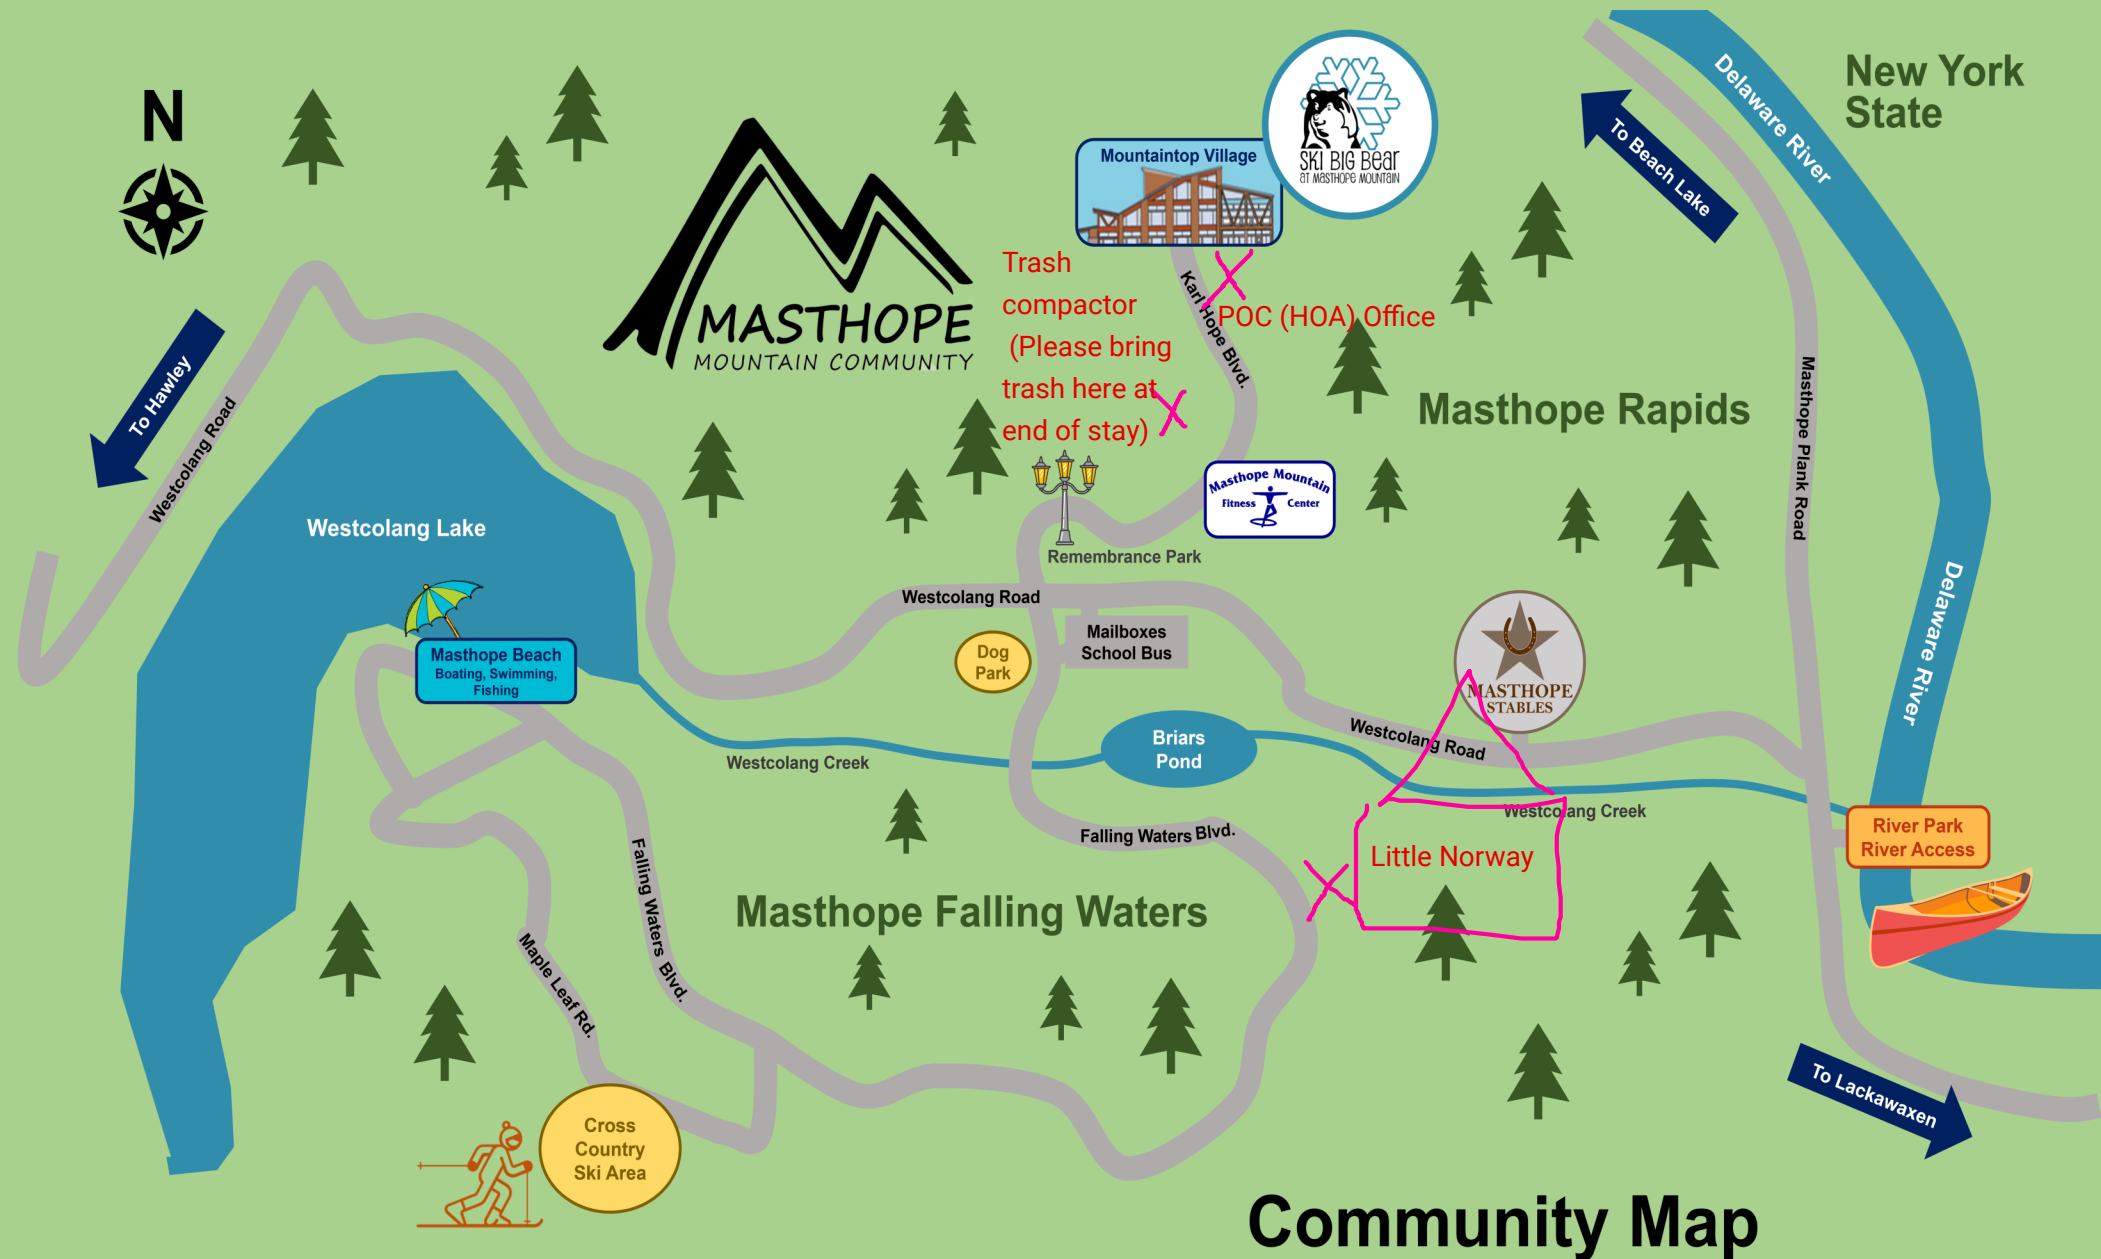 N
New York
State
Delaware River
To Beach Lake
SKI BIG Bear
AT MASTHOPE MOUNTAIN
Mountaintop Village
Trash
compactor
(Please bring
trash here at
end of stay)
POC (HOA) Office
Karl Hope Blvd.
MASTHOPE
MOUNTAIN COMMUNITY
To Hawley
Westcolang Road
Masthope Rapids
Masthope Plank Road
Westcolang Lake
Masthope Mountain
Fitness Center
Remembrance Park
Westcolang Road
Delaware River
Mailboxes
School Bus
Dog
Park
Masthope Beach
Boating, Swimming,
Fishing
MASTHOPE
STABLES
Westcolang Road
Briars
Pond
Westcolang Creek
Westcolang Creek
River Park
River Access
Falling Waters Blvd.
Little Norway
Falling Waters Blvd.
Masthope Falling Waters
Maple Leaf Rd.
To Lackawaxen
Cross
Country
Ski Area
Community Map